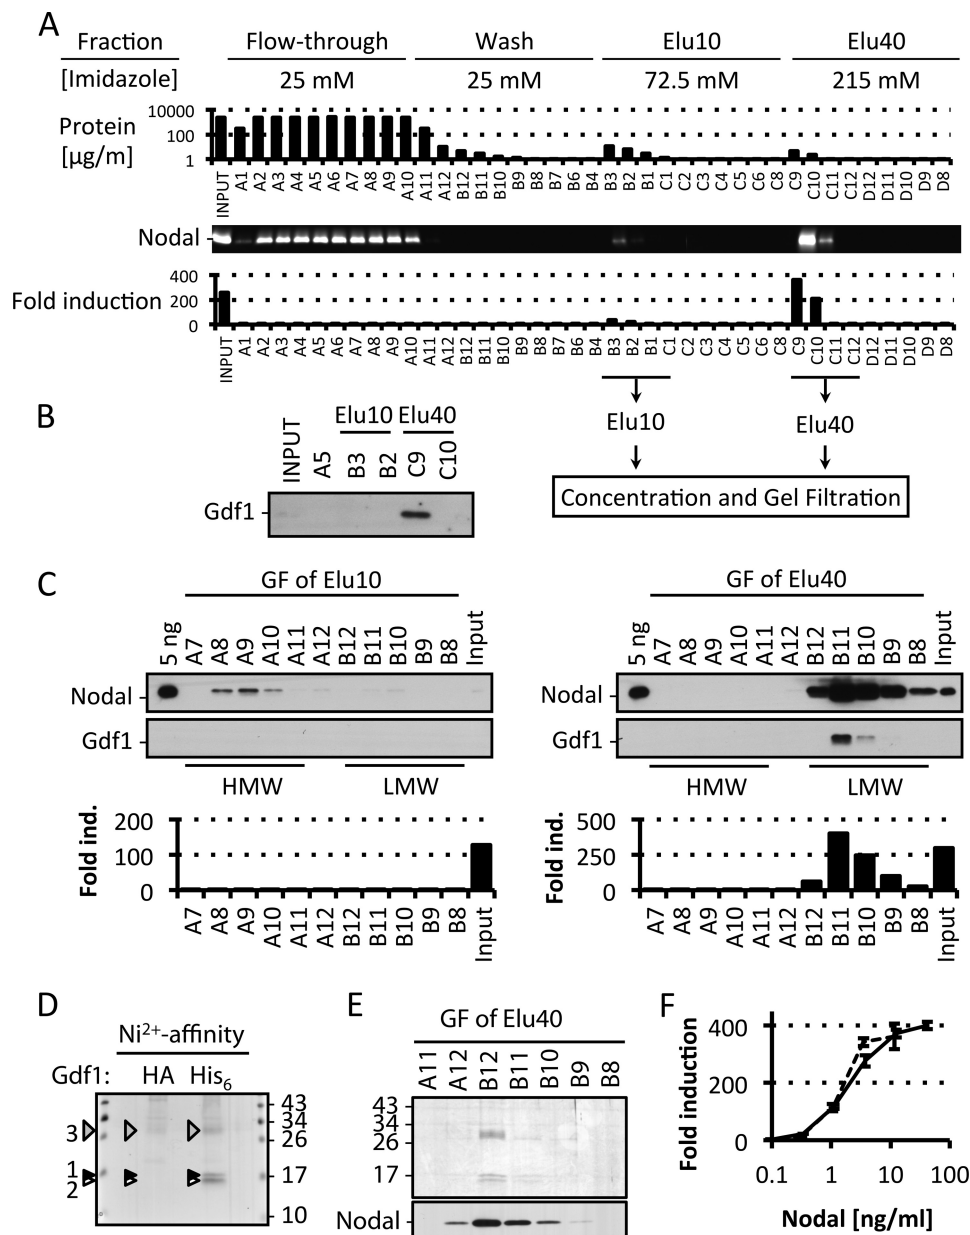 A
Fraction Flow-through Wash Elu10 Elu40
[Imidazole] 25 mM 25 mM 72.5 mM 215 mM
Protein [µg/m]
10000
100
1
INPUT A1 A2 A3 A4 A5 A6 A7 A8 A9 A10 A11 A12 B12 B11 B10 B9 B8 B7 B6 B4 B3 B2 B1 C1 C2 C3 C4 C5 C6 C8 C9 C10 C11 C12 D12 D11 D10 D9 D8
Nodal
Fold induction
400
200
0
INPUT A1 A2 A3 A4 A5 A6 A7 A8 A9 A10 A11 A12 B12 B11 B10 B9 B8 B7 B6 B4 B3 B2 B1 C1 C2 C3 C4 C5 C6 C8 C9 C10 C11 C12 D12 D11 D10 D9 D8
Elu10 Elu40
Concentration and Gel Filtration
B
Elu10 Elu40
INPUT A5 B3 B2 C9 C10
Gdf1
C
GF of Elu10
5 ng A7 A8 A9 A10 A11 A12 B12 B11 B10 B9 B8 Input
Nodal
Gdf1
HMW LMW
Fold ind.
200
100
0
A7 A8 A9 A10 A11 A12 B12 B11 B10 B9 B8 Input
GF of Elu40
5 ng A7 A8 A9 A10 A11 A12 B12 B11 B10 B9 B8 Input
Nodal
Gdf1
HMW LMW
Fold ind.
500
250
0
A7 A8 A9 A10 A11 A12 B12 B11 B10 B9 B8 Input
D
Ni2+-affinity
Gdf1: HA His6
3
1
2
43
34
26
17
10
E
GF of Elu40
A11 A12 B12 B11 B10 B9 B8
43
34
26
17
Nodal
F
Fold induction
400
200
0
0.1 1 10 100
Nodal [ng/ml]